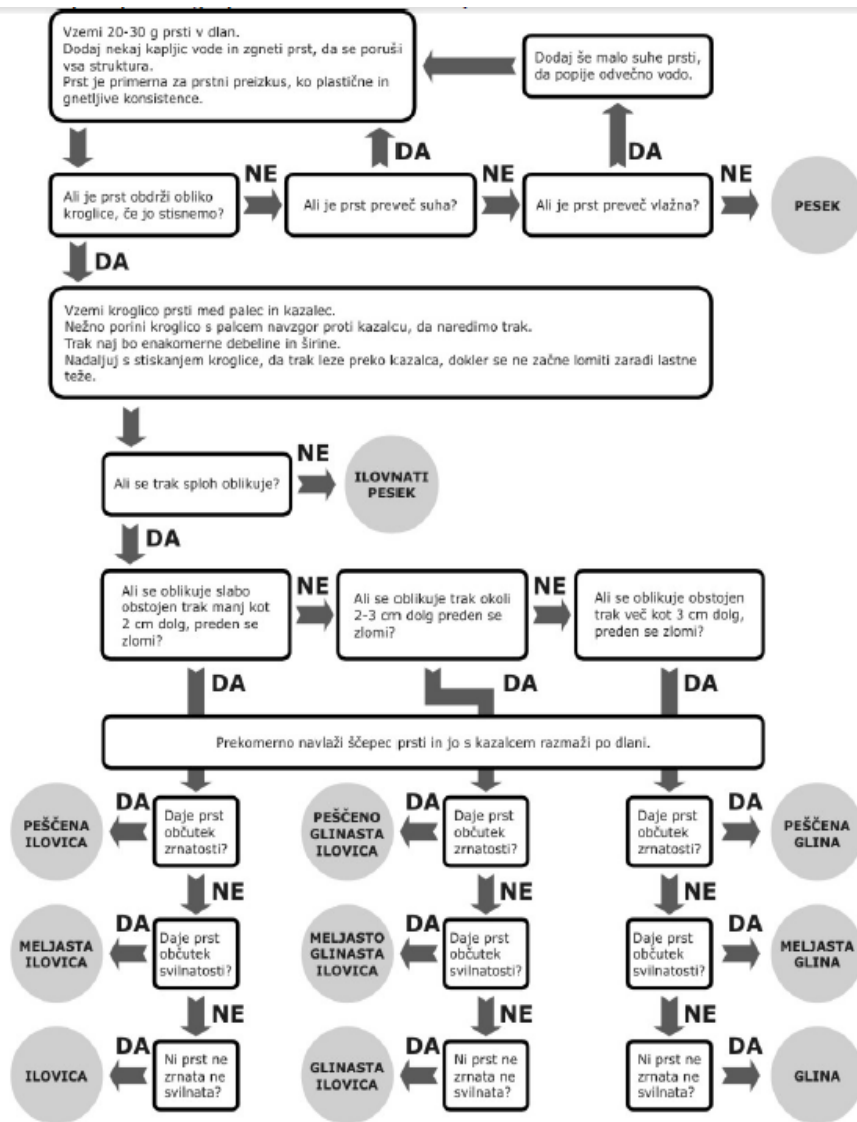 Vzemi 20-30 g prsti v dlan.
Dodaj nekaj kapljic vode in zgneti prst, da se poruši
vsa struktura.
Prst je primerna za prstni preizkus, ko plastične in
gnetljive konsistence.
Dodaj še malo suhe prsti,
da popije odvečno vodo.
DA
DA
Ali je prst obdrži obliko
kroglice, če jo stisnemo?
NE
Ali je prst preveč suha?
NE
Ali je prst preveč vlažna?
NE
PESEK
DA
Vzemi kroglico prsti med palec in kazalec.
Nežno porini kroglico s palcem navzgor proti kazalcu, da naredimo trak.
Trak naj bo enakomerne debeline in širine.
Nadaljuj s stiskanjem kroglice, da trak leze preko kazalca, dokler se ne začne lomiti zaradi lastne
teže.
Ali se trak sploh oblikuje?
NE
ILOVNATI
PESEK
DA
Ali se oblikuje slabo
obstojen trak manj kot
2 cm dolg, preden se
zlomi?
NE
Ali se oblikuje trak okoli
2-3 cm dolg preden se
zlomi?
NE
Ali se oblikuje obstojen
trak več kot 3 cm dolg,
preden se zlomi?
DA
DA
DA
Prekomerno navlaži ščepec prsti in jo s kazalcem razmaži po dlani.
PEŠČENA
ILOVICA
DA
Daje prst
občutek
zrnatosti?
PEŠČENO
GLINASTA
ILOVICA
DA
Daje prst
občutek
zrnatosti?
Daje prst
občutek
zrnatosti?
DA
PEŠČENA
GLINA
NE
NE
NE
MELJASTA
ILOVICA
DA
Daje prst
občutek
svilnatosti?
MELJASTO
GLINASTA
ILOVICA
DA
Daje prst
občutek
svilnatosti?
Daje prst
občutek
svilnatosti?
DA
MELJASTA
GLINA
NE
NE
NE
ILOVICA
DA
Ni prst ne
zrnata ne
svilnata?
GLINASTA
ILOVICA
DA
Ni prst ne
zrnata ne
svilnata?
Ni prst ne
zrnata ne
svilnata?
DA
GLINA